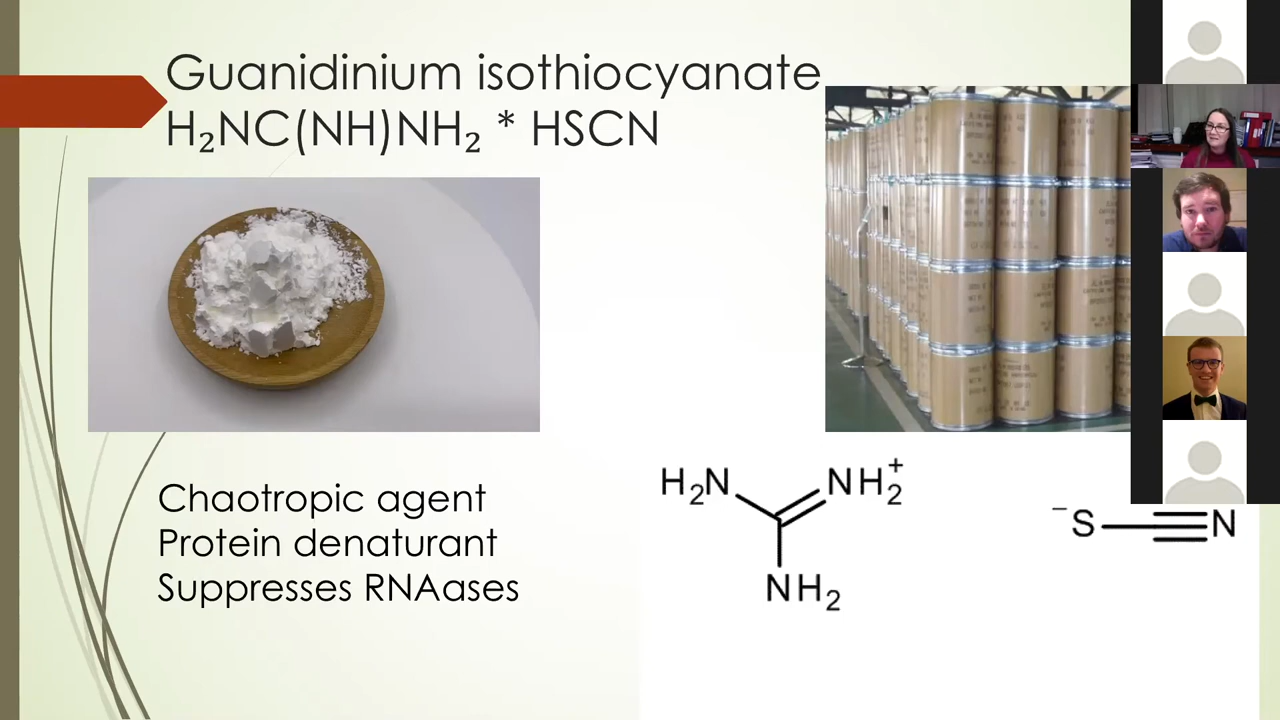 Guanidinium isothiocyanate
H₂NC(NH)NH₂ * HSCN
Chaotropic agent
Protein denaturant
Suppresses RNAases
H₂N
NH₂⁺
NH₂
⁻S
N